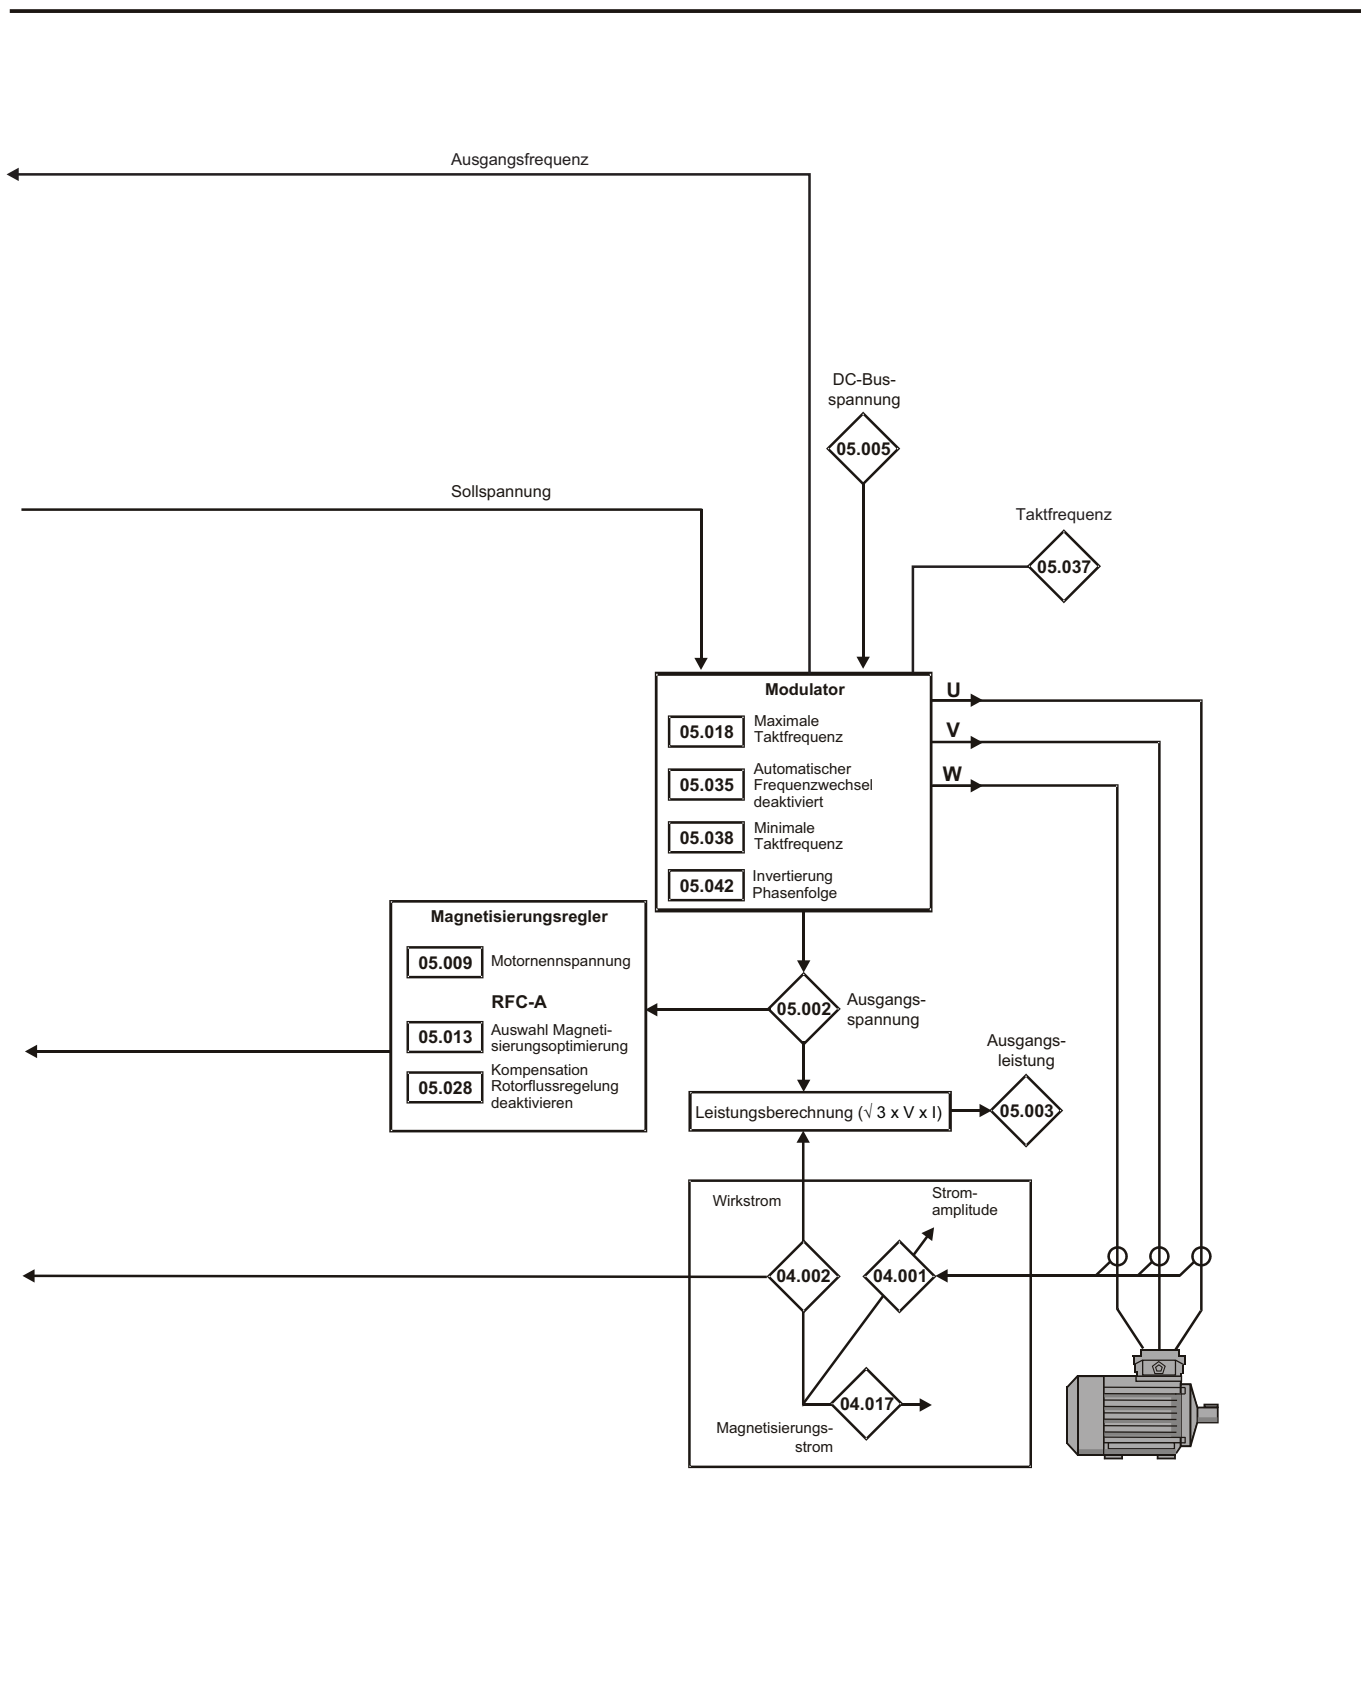 Ausgangsfrequenz
DC-Bus-
spannung
05.005
Sollspannung
Taktfrequenz
05.037
Modulator
05.018
Maximale
Taktfrequenz
05.035
Automatischer
Frequenzwechsel
deaktiviert
05.038
Minimale
Taktfrequenz
05.042
Invertierung
Phasenfolge
U
V
W
Magnetisierungsregler
05.009
Motornennspannung
RFC-A
05.013
Auswahl Magneti-
sierungsoptimierung
05.028
Kompensation
Rotorflussregelung
deaktivieren
05.002
Ausgangs-
spannung
Ausgangs-
leistung
05.003
Leistungsberechnung (√ 3 x V x I)
Wirkstrom
Strom-
amplitude
04.002
04.001
04.017
Magnetisierungs-
strom